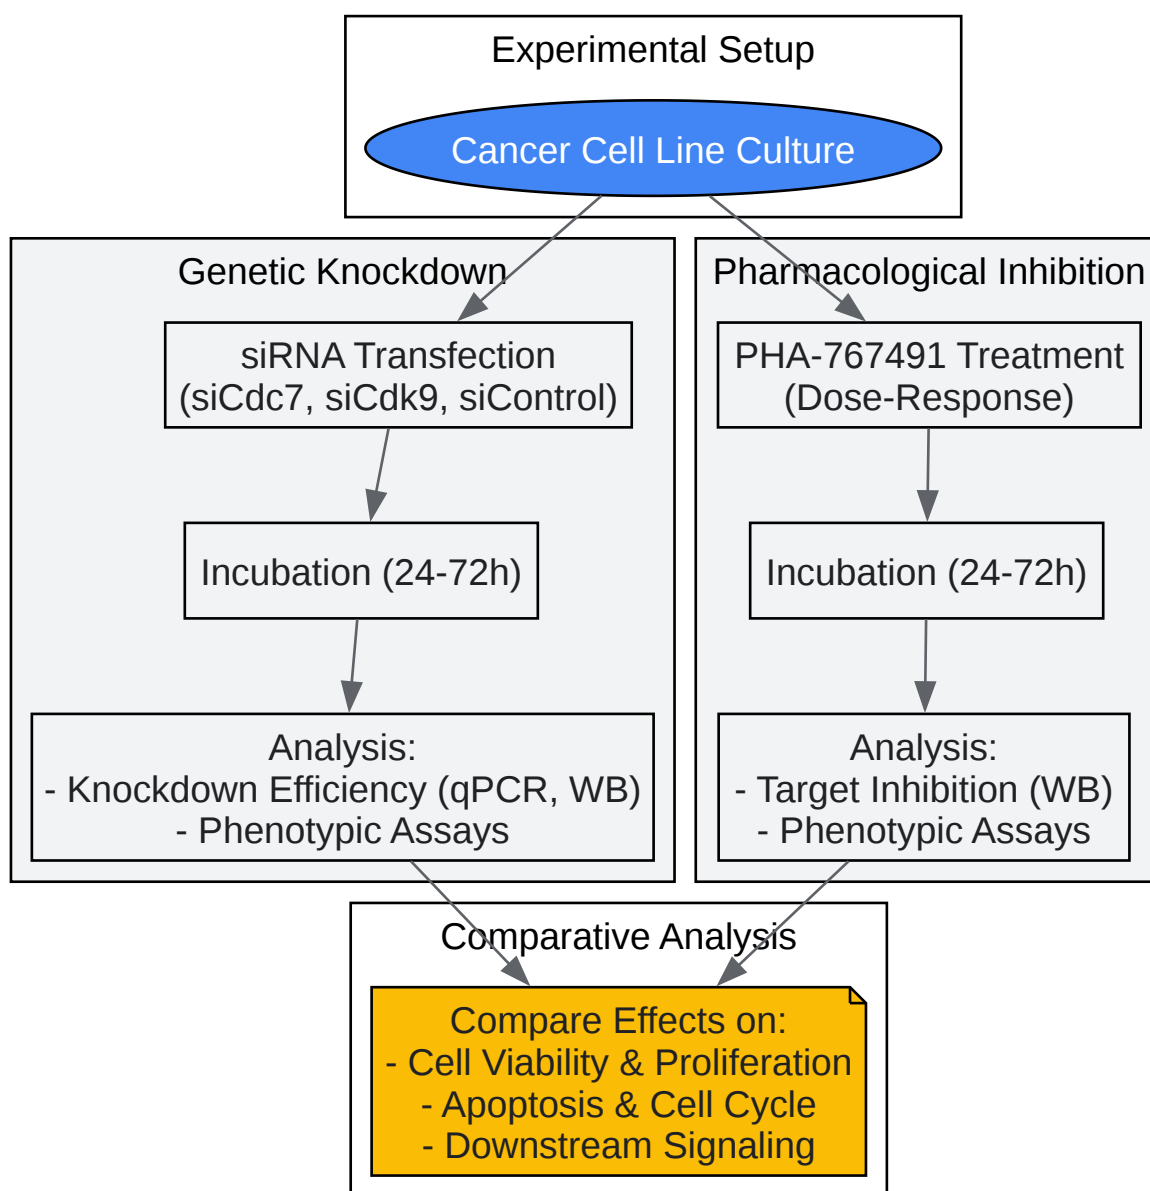 Experimental Setup
Cancer Cell Line Culture
Genetic Knockdown
siRNA Transfection
(siCdc7, siCdk9, siControl)
Incubation (24-72h)
Analysis:
- Knockdown Efficiency (qPCR, WB)
- Phenotypic Assays
Pharmacological Inhibition
PHA-767491 Treatment
(Dose-Response)
Incubation (24-72h)
Analysis:
- Target Inhibition (WB)
- Phenotypic Assays
Comparative Analysis
Compare Effects on:
- Cell Viability & Proliferation
- Apoptosis & Cell Cycle
- Downstream Signaling